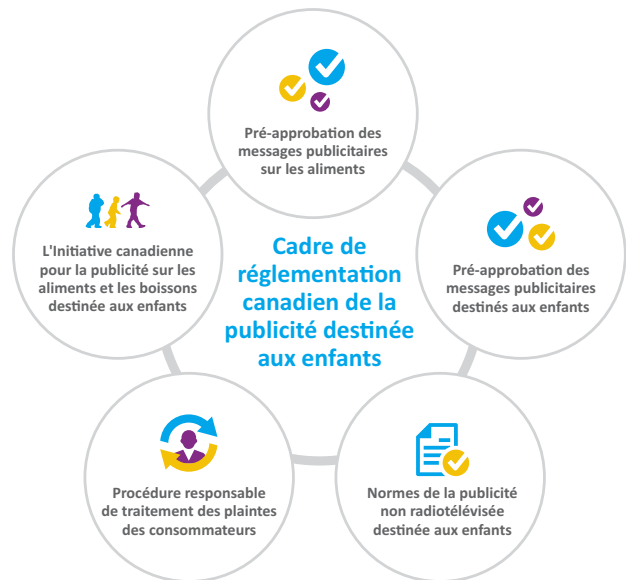 Pré-approbation des
messages publicitaires
sur les aliments
L'Initiative canadienne
pour la publicité sur les
aliments et les boissons
destinée aux enfants
Cadre de
réglementation
canadien de la
publicité destinée
aux enfants
Pré-approbation des
messages publicitaires
destinés aux enfants
Procédure responsable
de traitement des plaintes
des consommateurs
Normes de la publicité
non radiotélévisée
destinée aux enfants